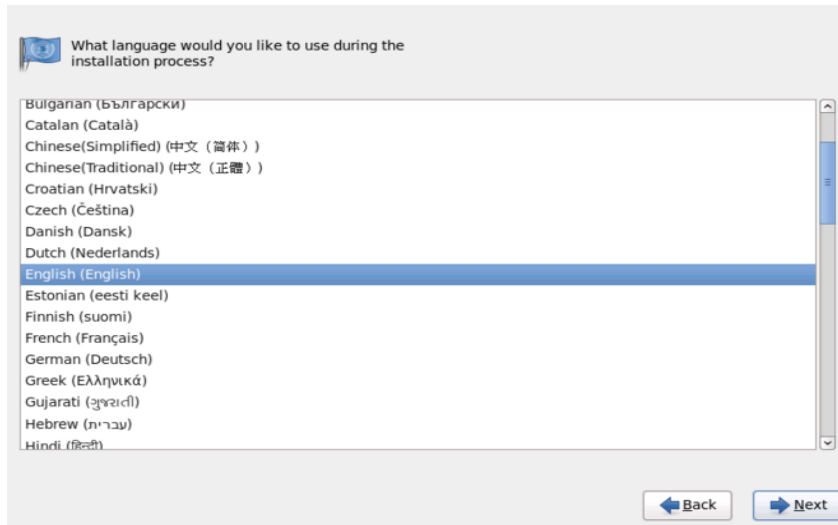 What language would you like to use during the
installation process?
Bulgarian (Български)
Catalan (Català)
Chinese(Simplified) (中文（简体）)
Chinese(Traditional) (中文（正體）)
Croatian (Hrvatski)
Czech (Čeština)
Danish (Dansk)
Dutch (Nederlands)
English (English)
Estonian (eesti keel)
Finnish (suomi)
French (Français)
German (Deutsch)
Greek (Ελληνικά)
Gujarati (ગુજરાતી)
Hebrew (עברית)
Hindi (हिन्दी)
Back
Next